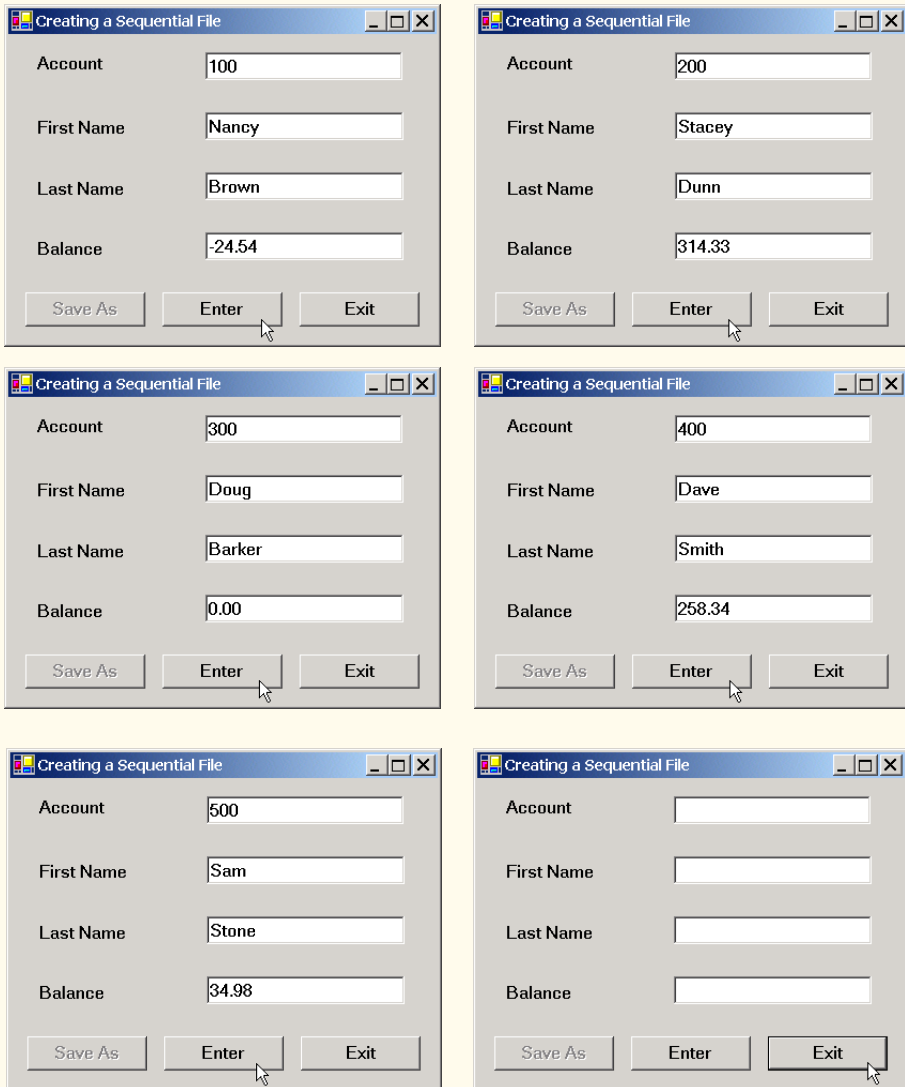 Creating a Sequential File
Account 100
First Name Nancy
Last Name Brown
Balance -24.54
Save As Enter Exit
Creating a Sequential File
Account 200
First Name Stacey
Last Name Dunn
Balance 314.33
Save As Enter Exit
Creating a Sequential File
Account 300
First Name Doug
Last Name Barker
Balance 0.00
Save As Enter Exit
Creating a Sequential File
Account 400
First Name Dave
Last Name Smith
Balance 258.34
Save As Enter Exit
Creating a Sequential File
Account 500
First Name Sam
Last Name Stone
Balance 34.98
Save As Enter Exit
Creating a Sequential File
Account
First Name
Last Name
Balance
Save As Enter Exit